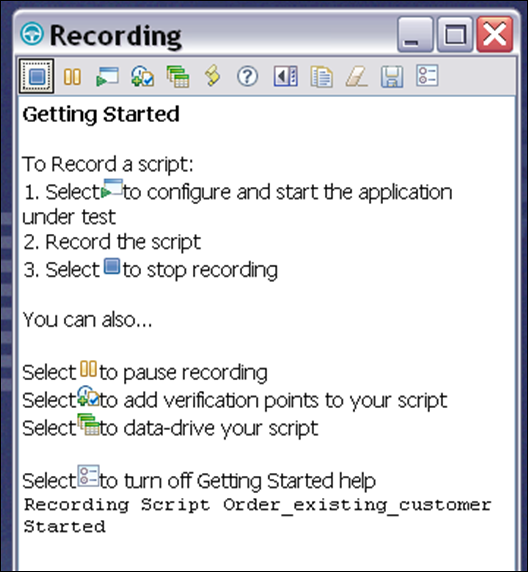 Recording
Getting Started
To Record a script:
1. Select to configure and start the application
under test
2. Record the script
3. Select to stop recording
You can also...
Select to pause recording
Select to add verification points to your script
Select to data-drive your script
Select to turn off Getting Started help
Recording Script Order_existing_customer
Started